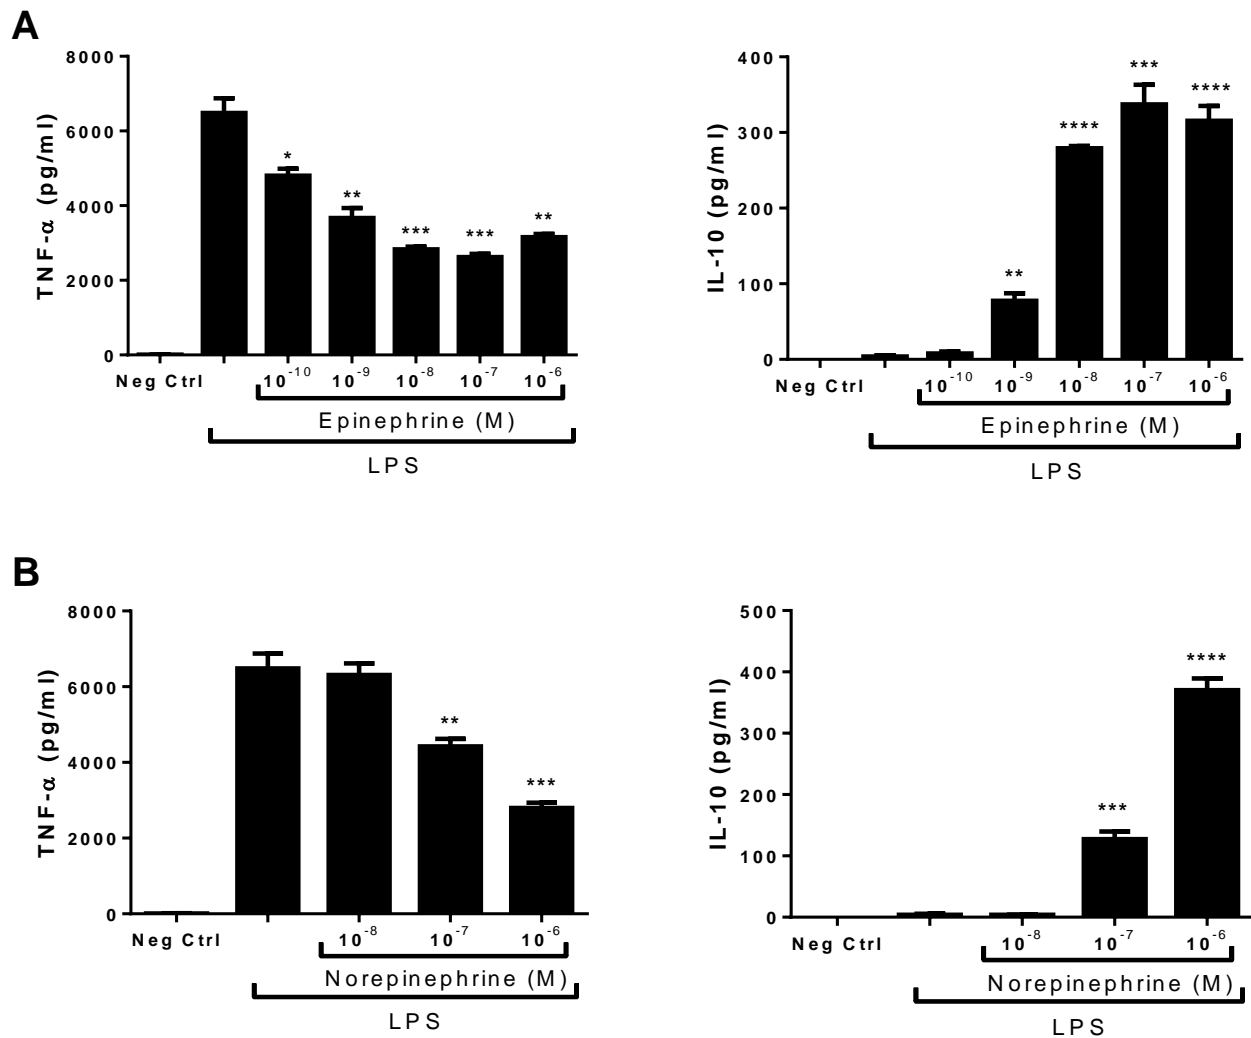 A
TNF-α (pg/ml)
8000
6000
4000
2000
0
*
**
***
***
**
Neg Ctrl 10⁻¹⁰ 10⁻⁹ 10⁻⁸ 10⁻⁷ 10⁻⁶
Epinephrine (M)
LPS
IL-10 (pg/ml)
400
300
200
100
0
**
****
***
****
Neg Ctrl 10⁻¹⁰ 10⁻⁹ 10⁻⁸ 10⁻⁷ 10⁻⁶
Epinephrine (M)
LPS
B
TNF-α (pg/ml)
8000
6000
4000
2000
0
**
***
Neg Ctrl 10⁻⁸ 10⁻⁷ 10⁻⁶
Norepinephrine (M)
LPS
IL-10 (pg/ml)
500
400
300
200
100
0
***
****
Neg Ctrl 10⁻⁸ 10⁻⁷ 10⁻⁶
Norepinephrine (M)
LPS